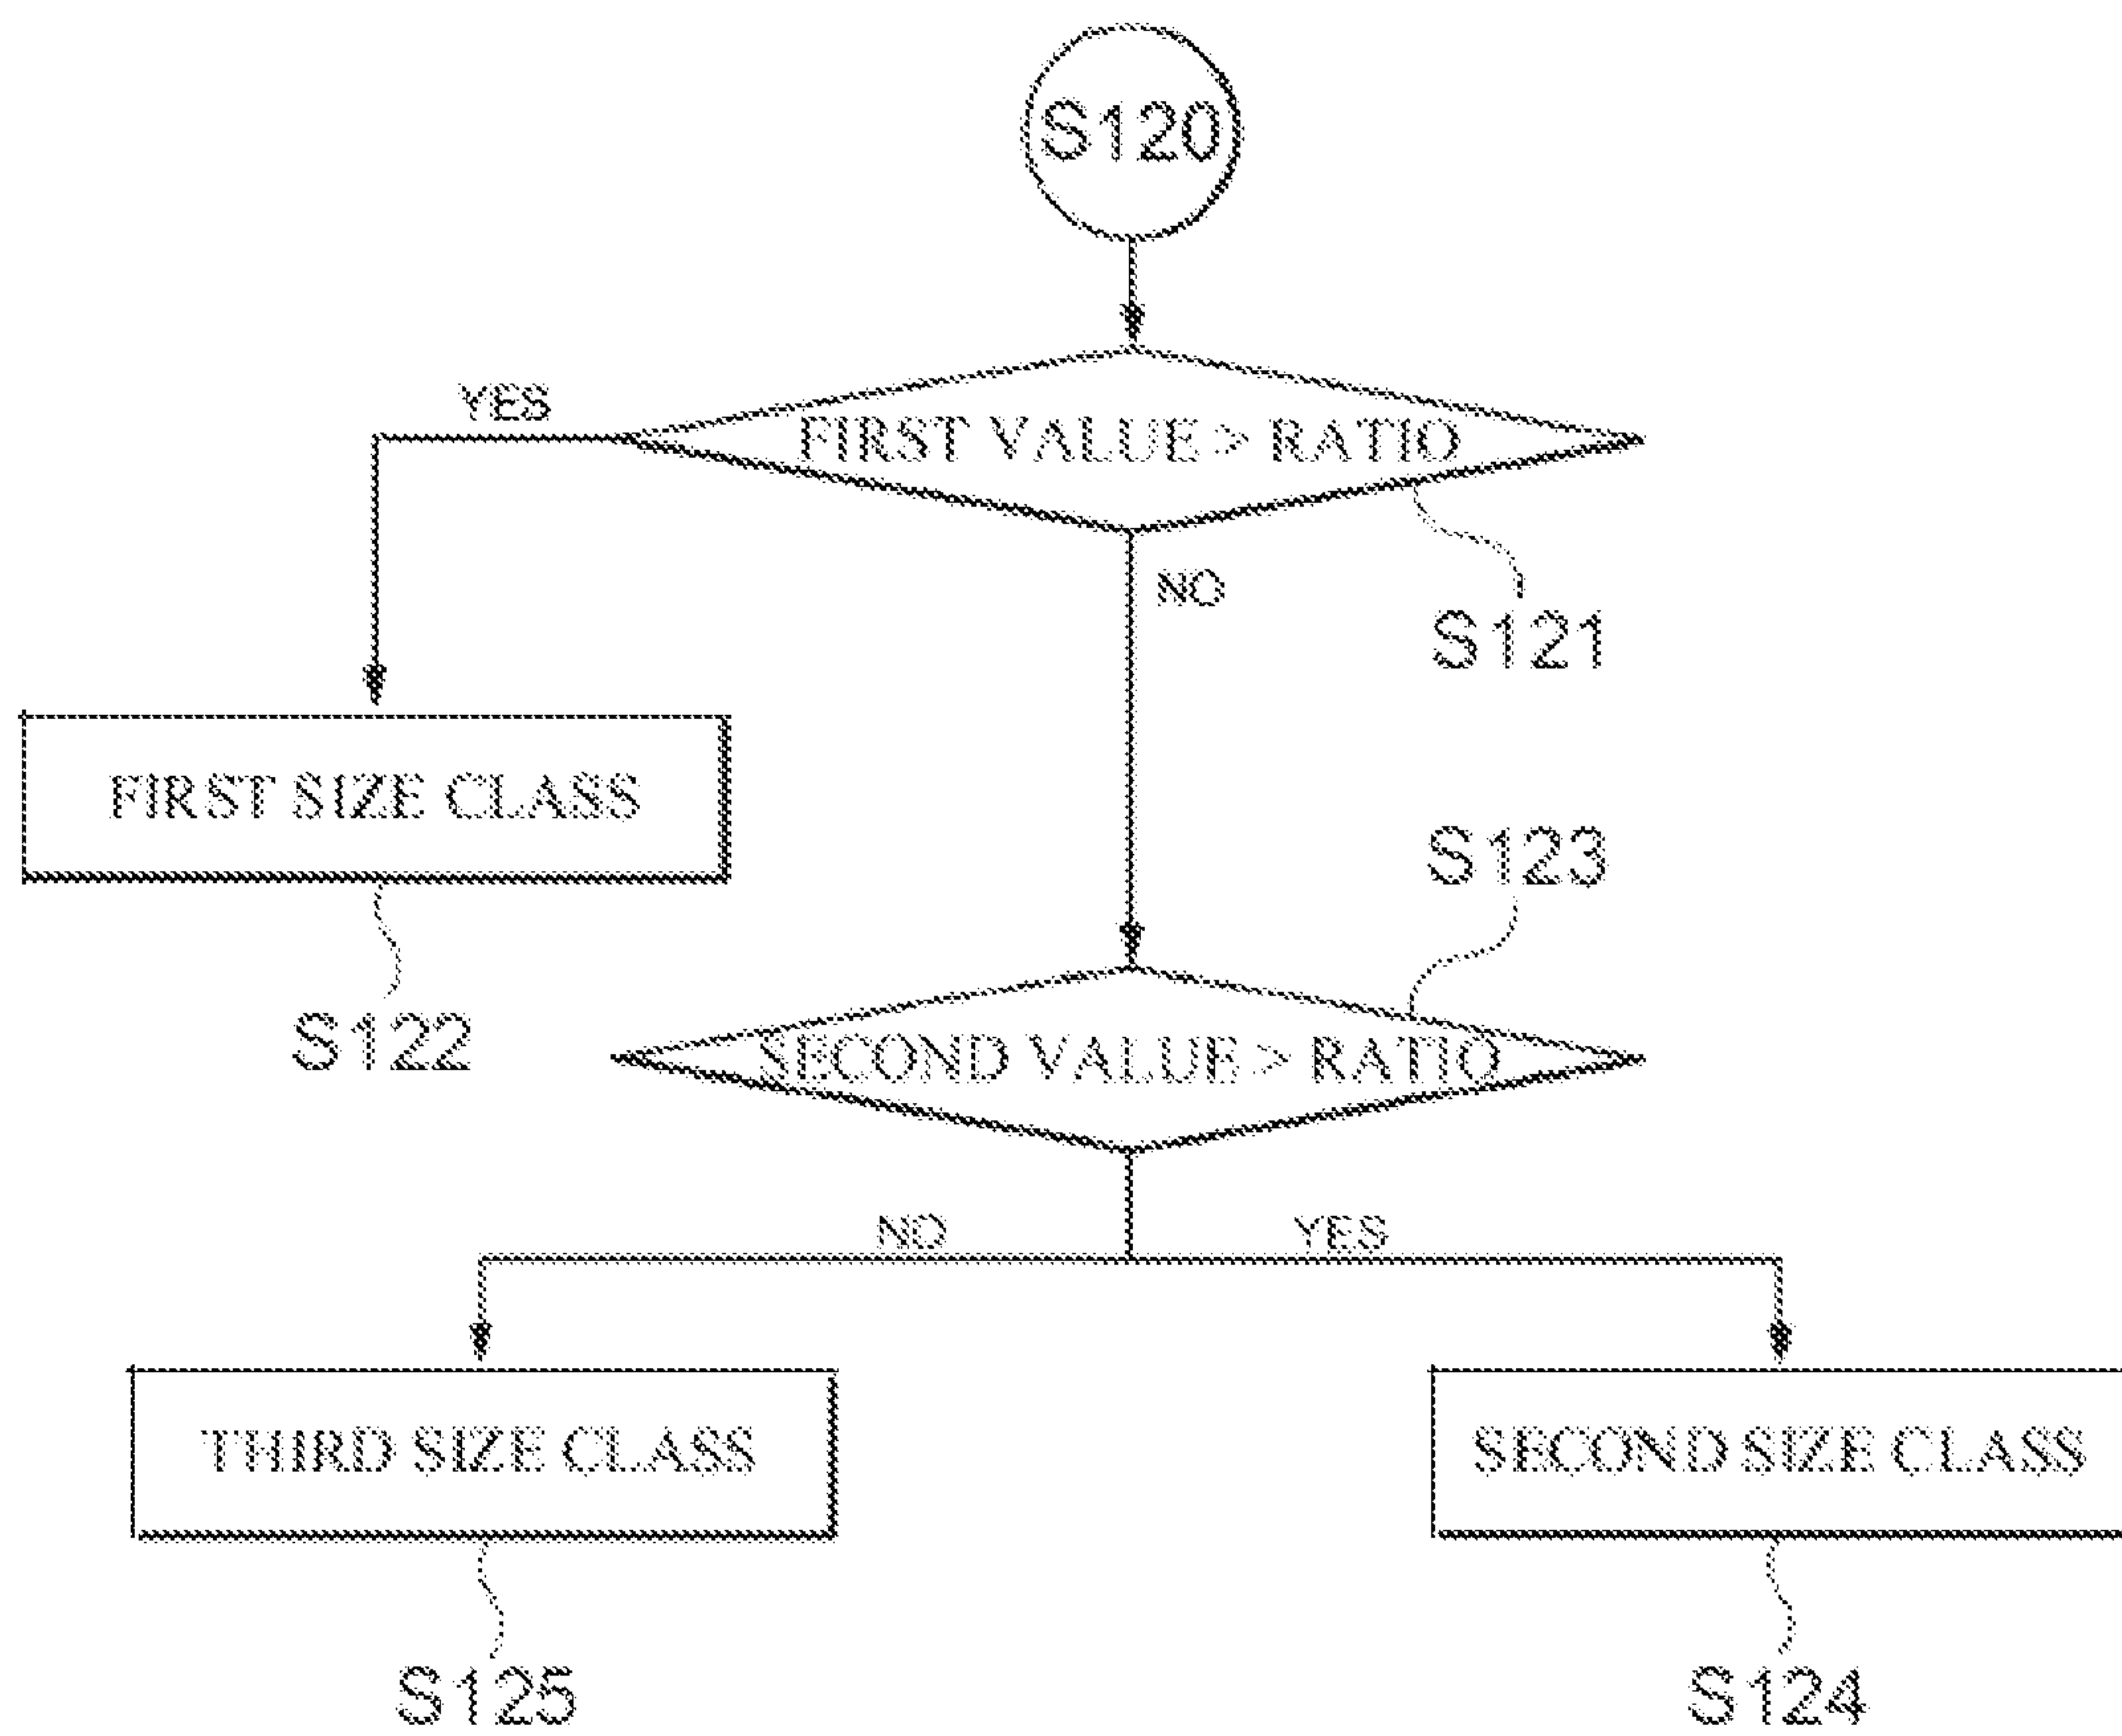 S120
YES
FIRST VALUE > RATIO
NO
S121
FIRST SIZE CLASS
S123
S122
SECOND VALUE > RATIO
NO
YES
THIRD SIZE CLASS
SECOND SIZE CLASS
S125
S124